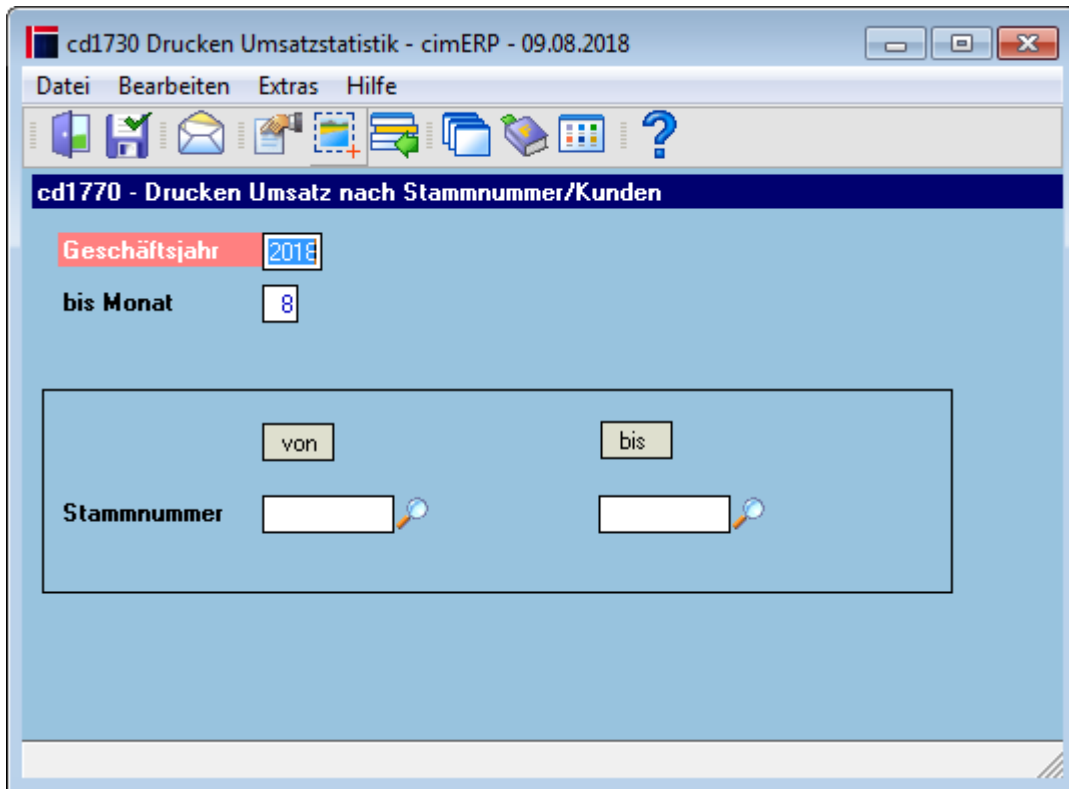 cd1730 Drucken Umsatzstatistik - cimERP - 09.08.2018
Datei Bearbeiten Extras Hilfe
cd1770 - Drucken Umsatz nach Stammnummer/Kunden
Geschäftsjahr 2018
bis Monat 8
von bis
Stammnummer